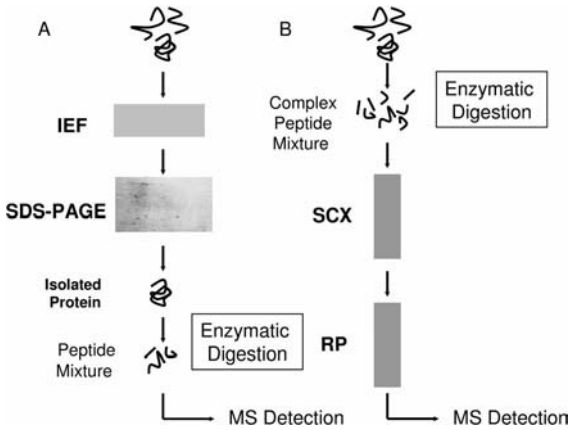 A
IEF
SDS-PAGE
Isolated
Protein
Enzymatic
Digestion
Peptide
Mixture
MS Detection
B
Enzymatic
Digestion
Complex
Peptide
Mixture
SCX
RP
MS Detection